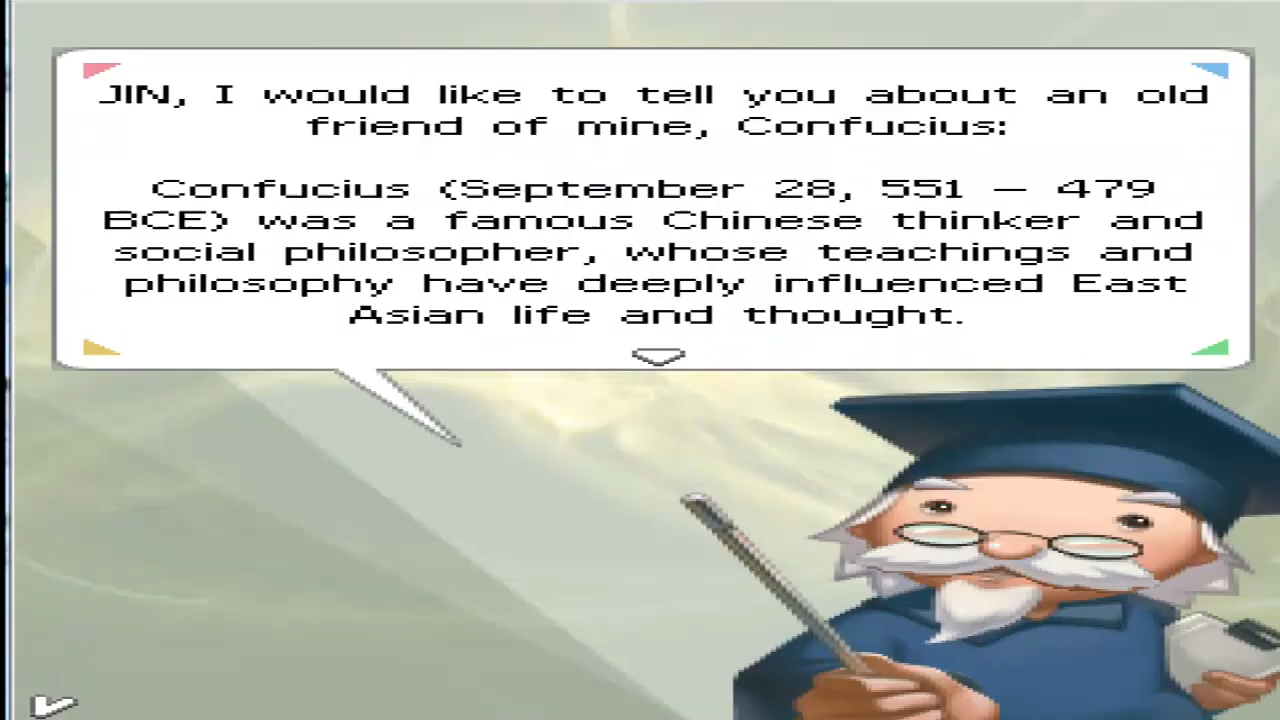 JIN, I would like to tell you about an old
friend of mine, Confucius:
Confucius (September 28, 551 – 479
BCE) was a famous Chinese thinker and
social philosopher, whose teachings and
philosophy have deeply influenced East
Asian life and thought.